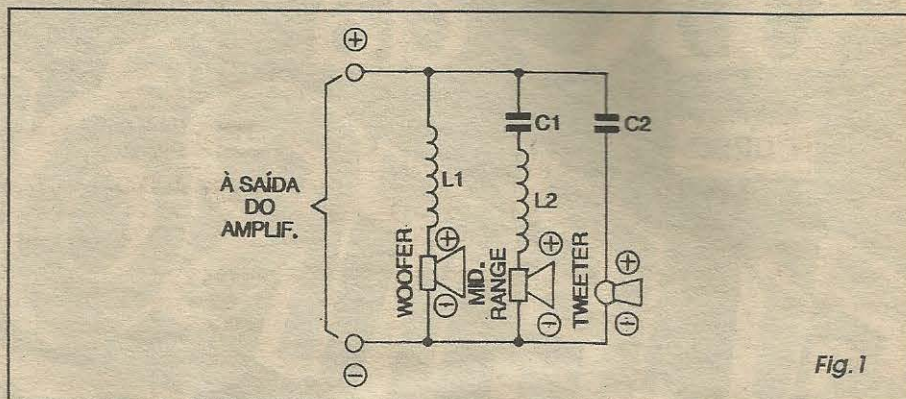 ⊕
C1
C2
À SAÍDA
DO
AMPLIF.
L1
L2
WOOFER
⊕
⊖
MID.
RANGE
⊕
⊖
TWEETER
⊕
⊖
⊖
Fig.1